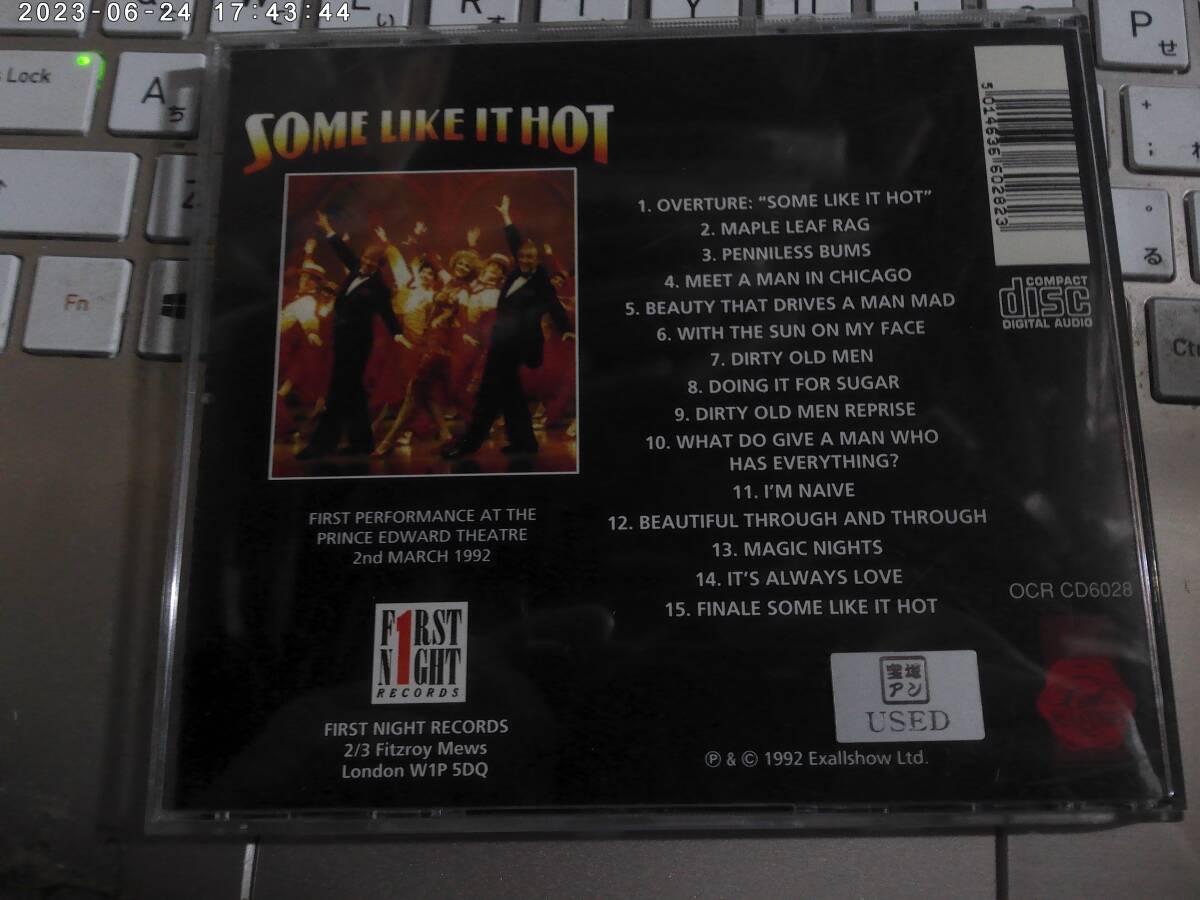 2023-06-24 17:43:44
s Lock
A
ち
P
せ
+
;
る
Fn
Z
SOME LIKE IT HOT
1. OVERTURE: “SOME LIKE IT HOT”
2. MAPLE LEAF RAG
3. PENNILESS BUMS
4. MEET A MAN IN CHICAGO
5. BEAUTY THAT DRIVES A MAN MAD
6. WITH THE SUN ON MY FACE
7. DIRTY OLD MEN
8. DOING IT FOR SUGAR
9. DIRTY OLD MEN REPRISE
10. WHAT DO GIVE A MAN WHO
HAS EVERYTHING?
11. I'M NAIVE
12. BEAUTIFUL THROUGH AND THROUGH
13. MAGIC NIGHTS
14. IT'S ALWAYS LOVE
15. FINALE SOME LIKE IT HOT
5 014636 602823
COMPACT
disc
DIGITAL AUDIO
OCR CD6028
FIRST PERFORMANCE AT THE
PRINCE EDWARD THEATRE
2nd MARCH 1992
F1RST
N1GHT
RECORDS
FIRST NIGHT RECORDS
2/3 Fitzroy Mews
London W1P 5DQ
宝塚
アン
USED
Ⓟ & © 1992 Exallshow Ltd.